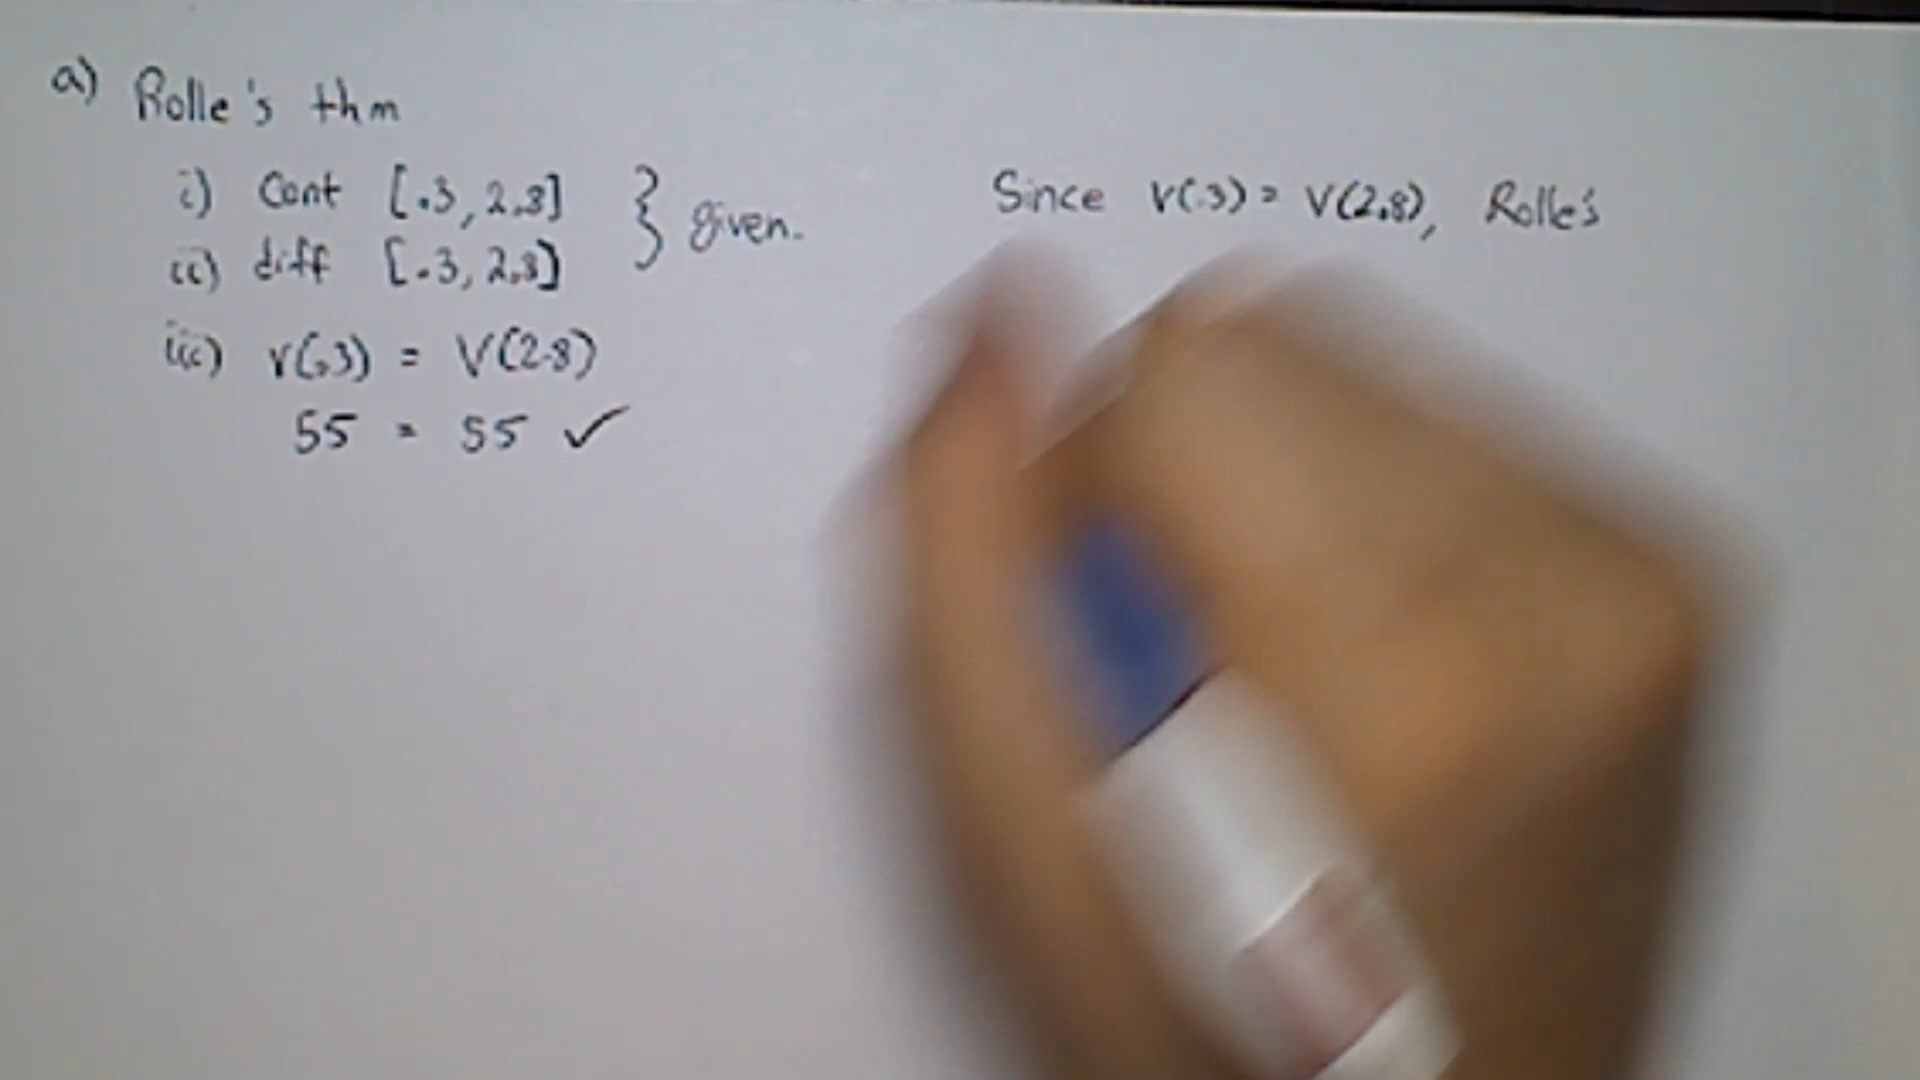 a) Rolle's thm
i) Cont [.3, 2.8]
ii) diff [.3, 2.8]
} given.
iii) v(.3) = v(2.8)
55 = 55 ✓
Since v(.3) = v(2.8), Rolle's